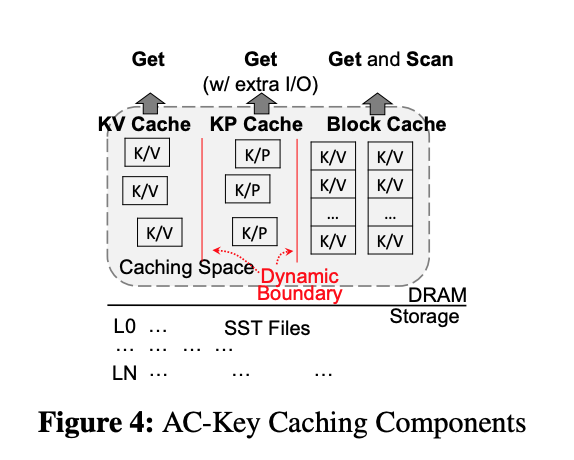 Get Get Get and Scan
(w/ extra I/O)
KV Cache KP Cache Block Cache
K/V K/P K/V K/V
K/V K/P K/V K/V
... ...
K/V K/P K/V K/V
Caching Space
Dynamic
Boundary
DRAM
Storage
L0 ... SST Files
... ... ... ...
LN ... ... ...
Figure 4: AC-Key Caching Components